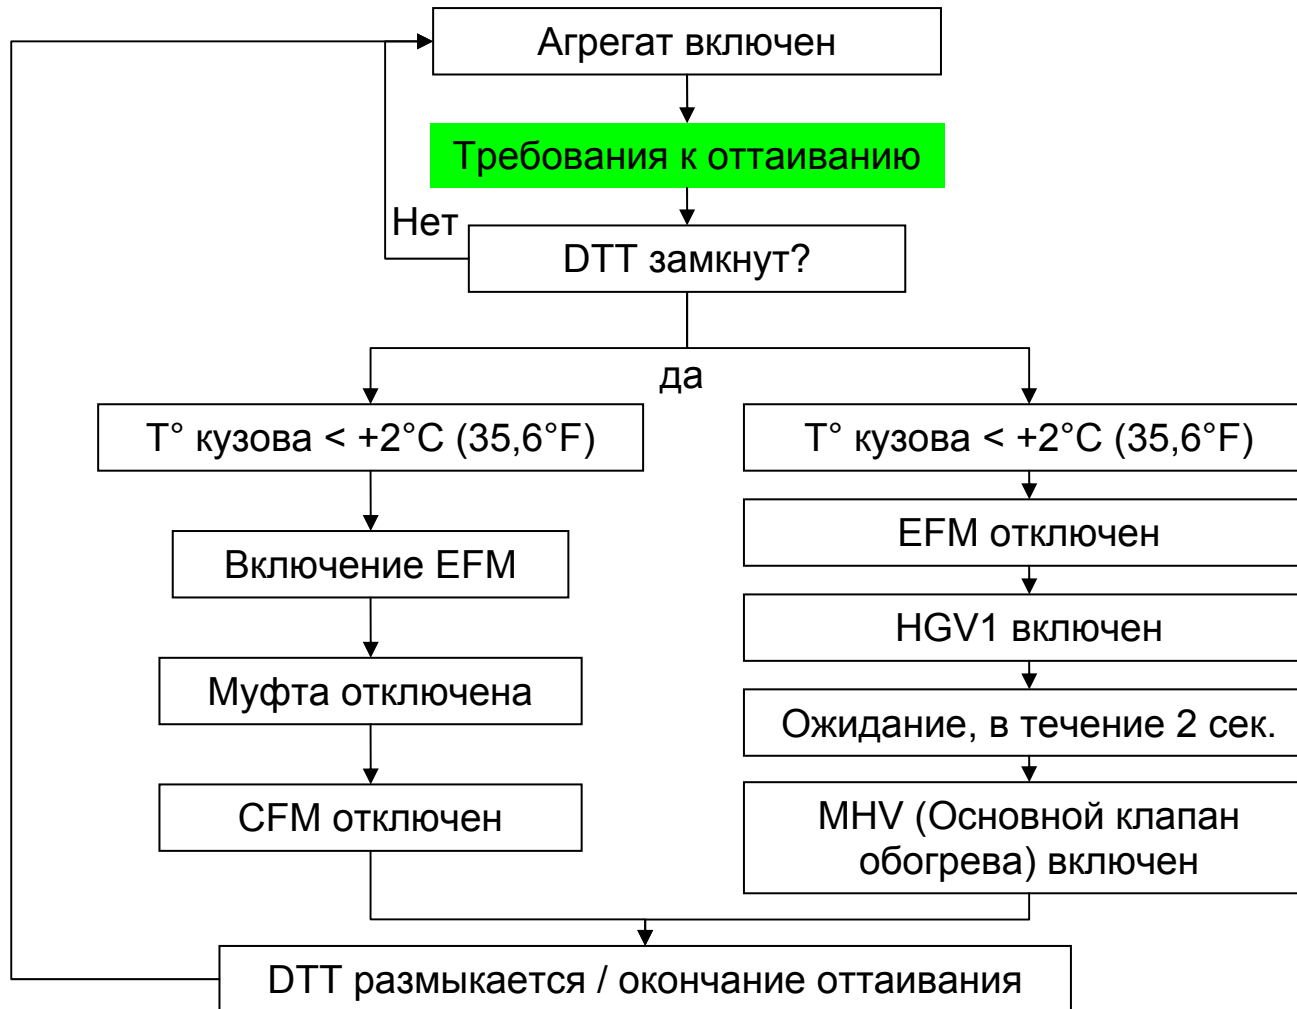 Агрегат включен
Требования к оттаиванию
Нет
DTT замкнут?
да
T° кузова < +2°C (35,6°F)
T° кузова < +2°C (35,6°F)
Включение EFM
EFM отключен
HGV1 включен
Муфта отключена
Ожидание, в течение 2 сек.
CFM отключен
MHV (Основной клапан
обогрева) включен
DTT размыкается / окончание оттаивания